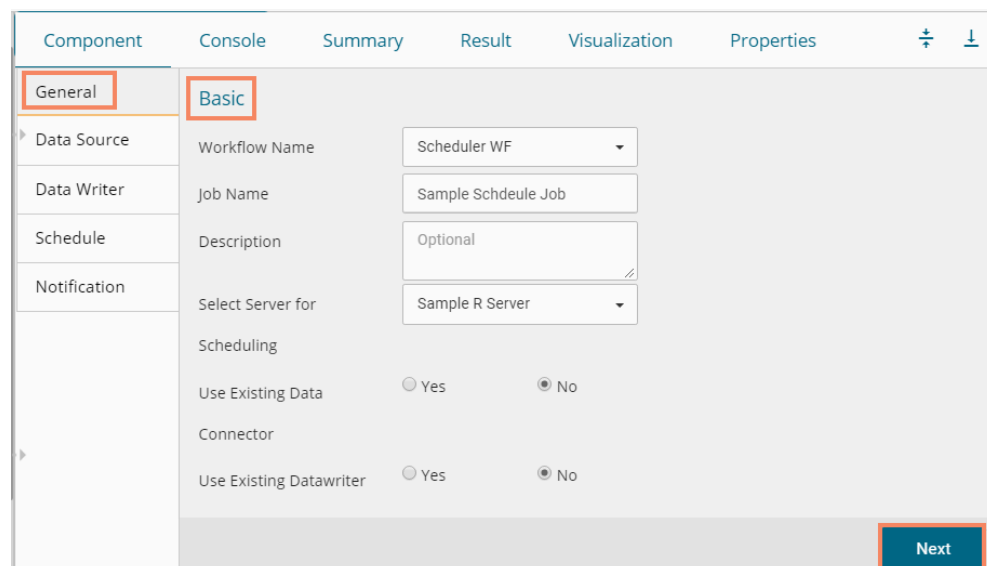 Component Console Summary Result Visualization Properties
General
Data Source
Data Writer
Schedule
Notification
Basic
Workflow Name Scheduler WF
Job Name Sample Schdeule Job
Description Optional
Select Server for Sample R Server
Scheduling
Use Existing Data Yes No
Connector
Use Existing Datawriter Yes No
Next